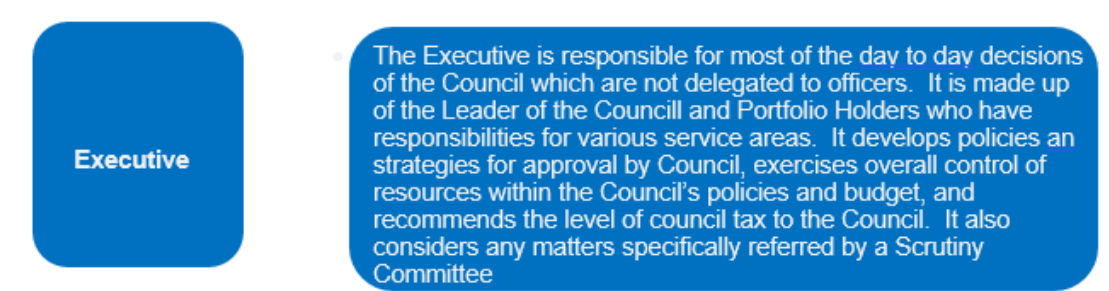 Executive
The Executive is responsible for most of the day to day decisions
of the Council which are not delegated to officers.  It is made up
of the Leader of the Councill and Portfolio Holders who have
responsibilities for various service areas.  It develops policies an
strategies for approval by Council, exercises overall control of
resources within the Council’s policies and budget, and
recommends the level of council tax to the Council.  It also
considers any matters specifically referred by a Scrutiny
Committee